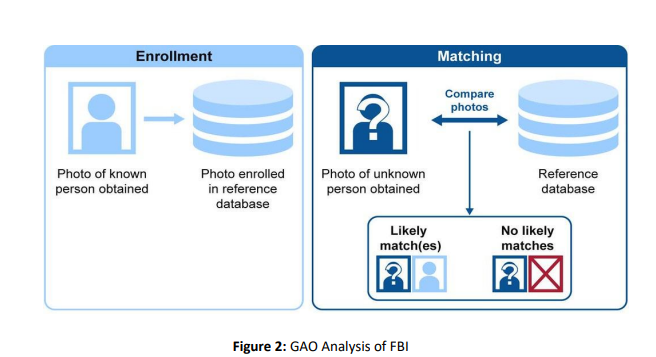 Enrollment
Photo of known
person obtained
Photo enrolled
in reference
database
Matching
Compare
photos
Photo of unknown
person obtained
Reference
database
Likely
match(es)
No likely
matches
Figure 2: GAO Analysis of FBI